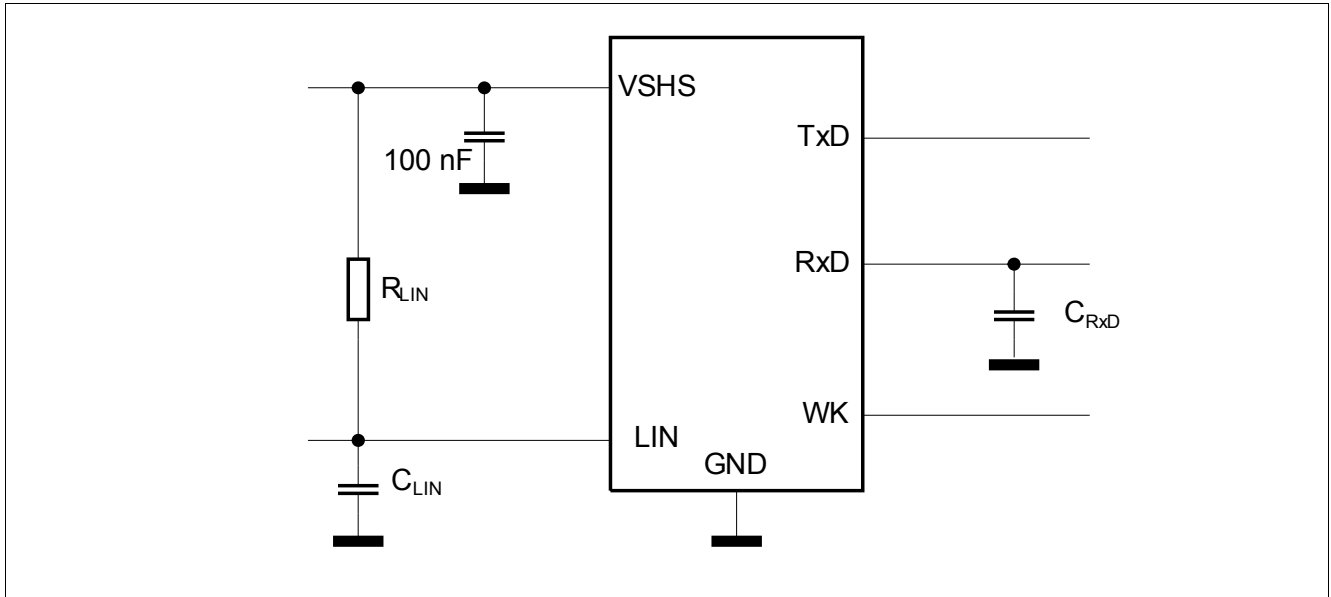 VSHS
TxD
100 nF
RxD
R_LIN
C_RxD
WK
LIN
GND
C_LIN